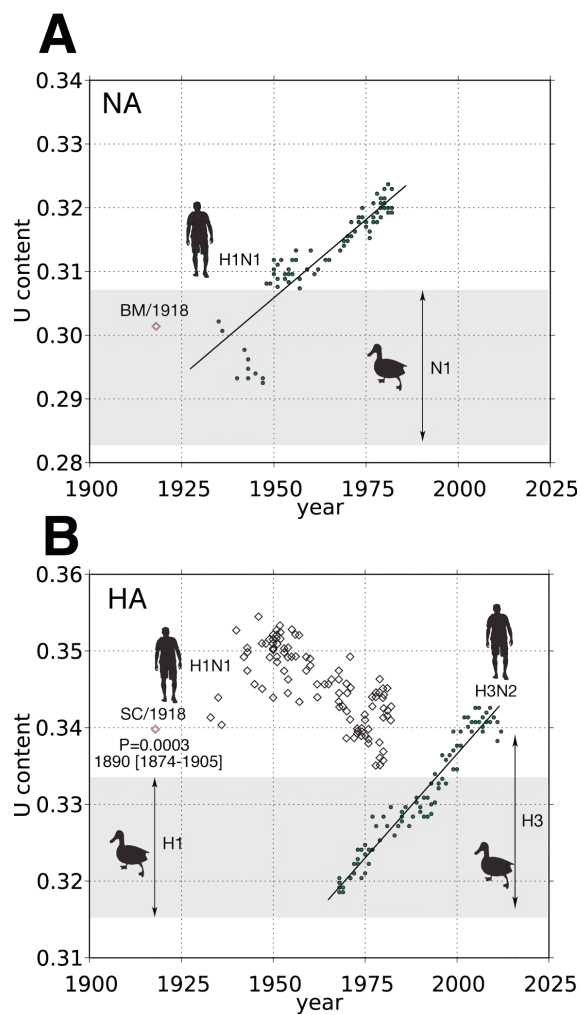 A
0.34
NA
0.33
0.32
H1N1
0.31
U content
BM/1918
0.30
N1
0.29
0.28
1900 1925 1950 1975 2000 2025
year
B
0.36
HA
0.35
H1N1
H3N2
SC/1918
0.34
P=0.0003
1890 [1874-1905]
U content
0.33
H1
H3
0.32
0.31
1900 1925 1950 1975 2000 2025
year